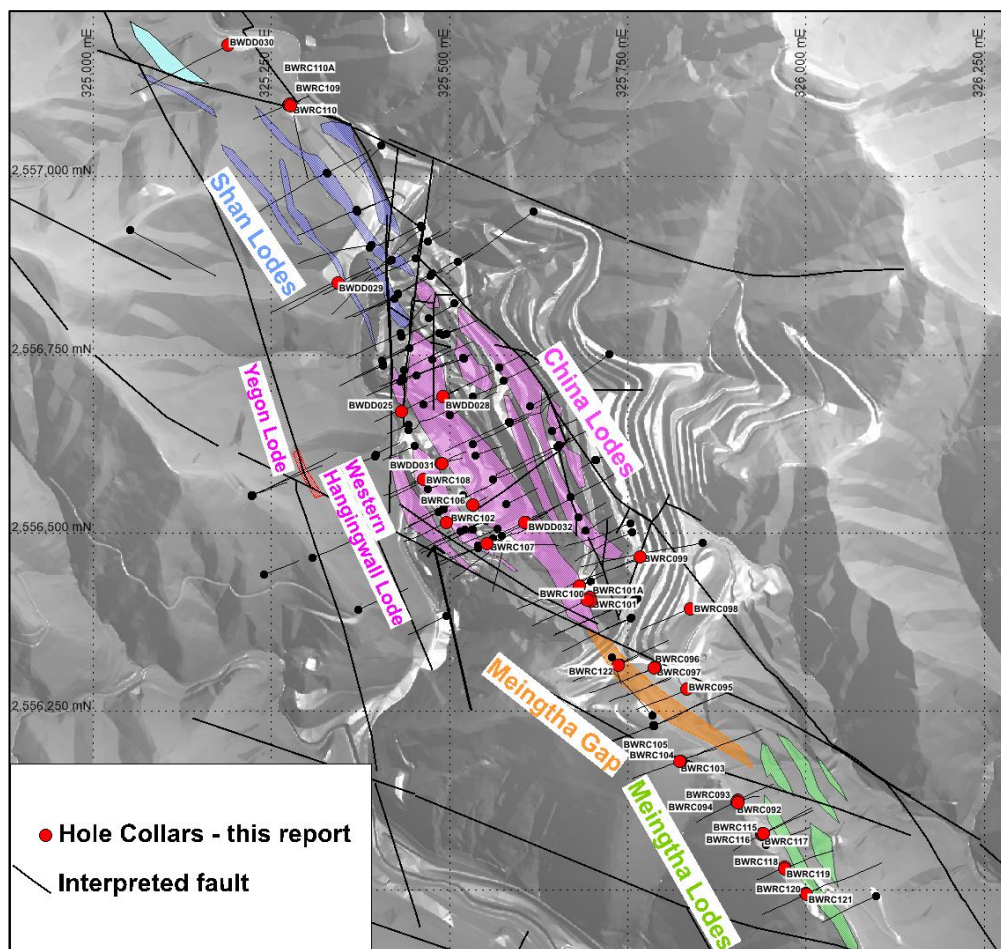 325,000 mE
325,250 mE
325,500 mE
325,750 mE
326,000 mE
326,250 mE
BWDD030
BWRC110A
BWRC109
BWRC110
2,557,000 mN
Shan Lodes
BWDD029
2,556,750 mN
China Lodes
BWDD028
BWDD025
Yegon Lode
Western
Hangingwall Lode
BWDD031
BWRC108
BWRC106
BWRC102
BWDD032
2,556,500 mN
BWRC107
BWRC099
BWRC100
BWRC101A
BWRC101
BWRC098
BWRC096
BWRC122
BWRC097
BWRC095
Meingtha Gap
2,556,250 mN
BWRC105
BWRC104
BWRC103
BWRC093
BWRC094
BWRC092
Meingtha Lodes
BWRC115
BWRC116
BWRC117
BWRC118
BWRC119
BWRC120
BWRC121
Hole Collars - this report
Interpreted fault